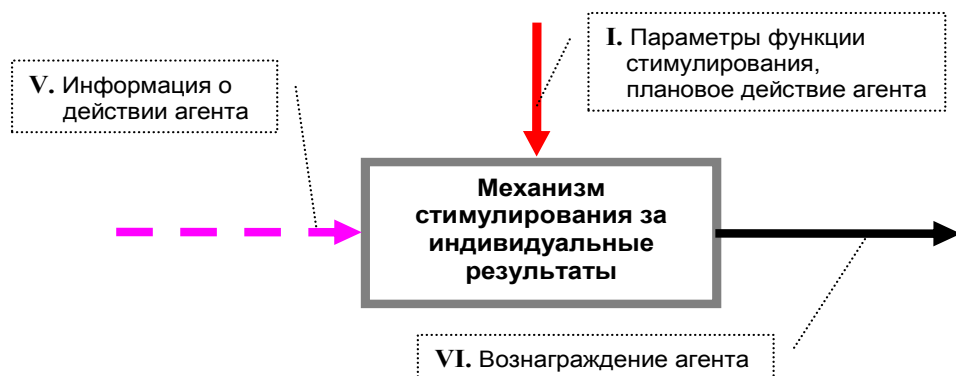 I. Параметры функции
стимулирования,
плановое действие агента
V. Информация о
действии агента
Механизм
стимулирования за
индивидуальные
результаты
VI. Вознаграждение агента